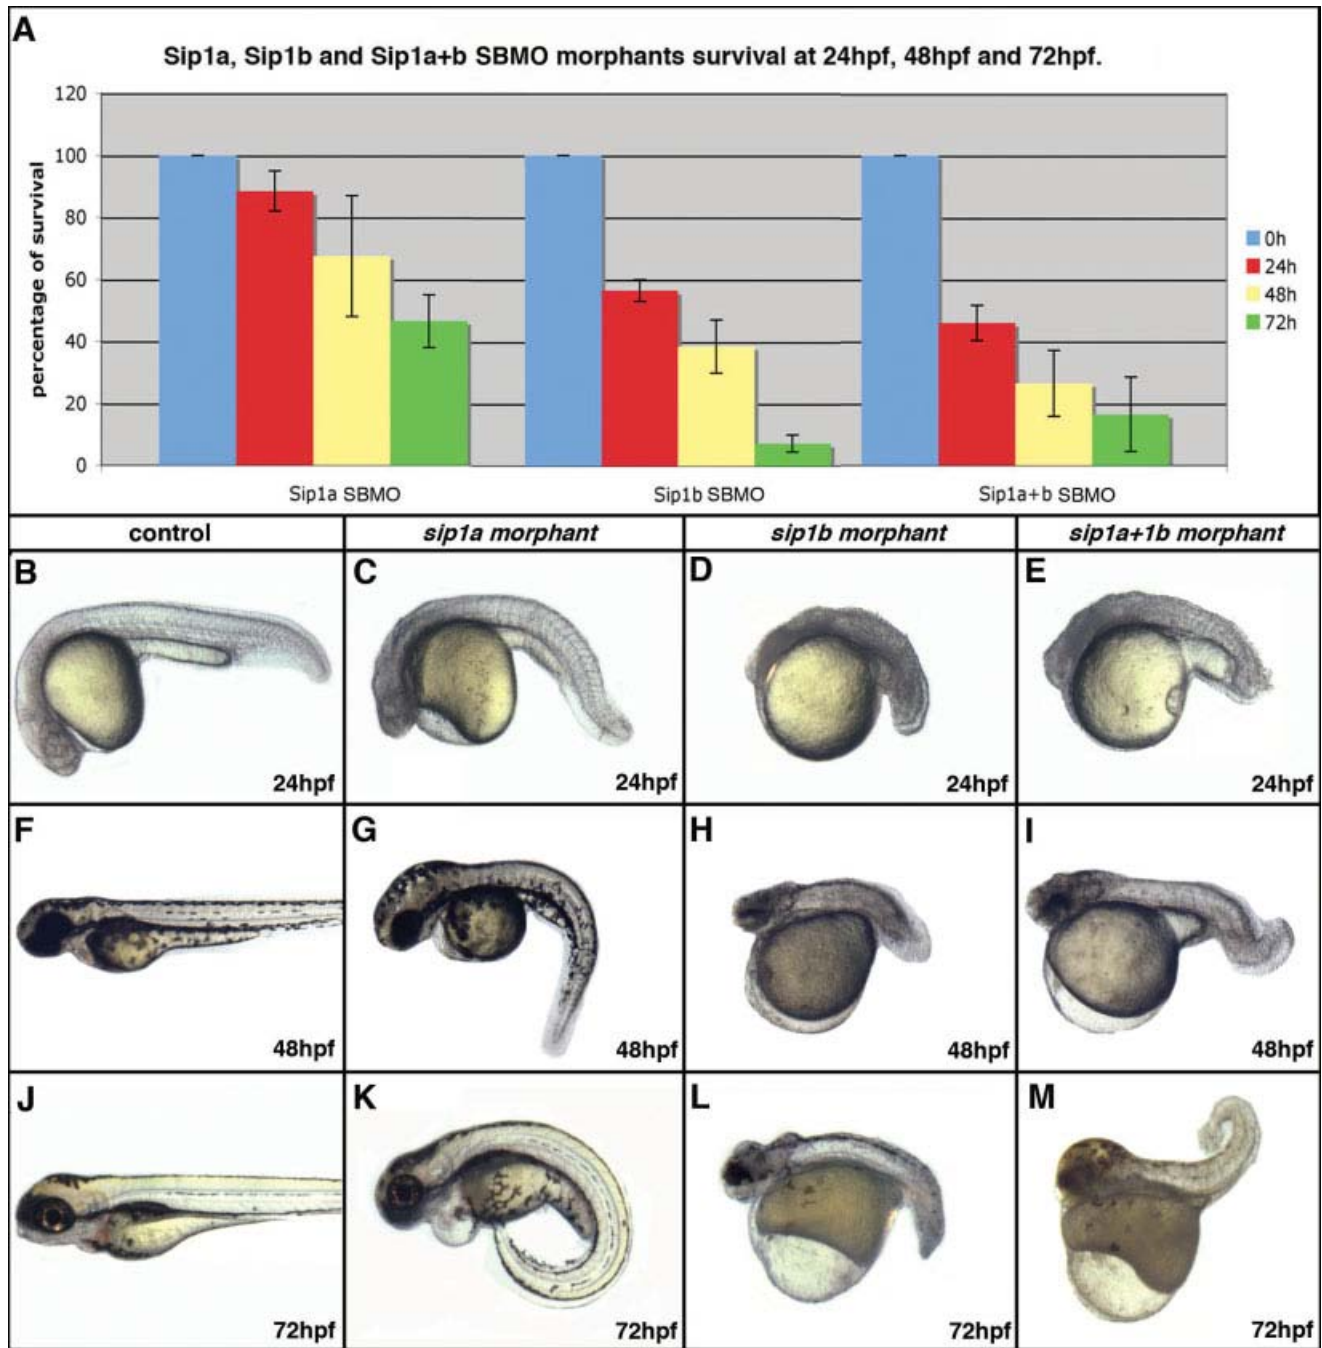 A
Sip1a, Sip1b and Sip1a+b SBMO morphants survival at 24hpf, 48hpf and 72hpf.
percentage of survival
120
100
80
60
40
20
0
0h
24h
48h
72h
Sip1a SBMO
Sip1b SBMO
Sip1a+b SBMO
control
sip1a morphant
sip1b morphant
sip1a+1b morphant
B
24hpf
C
24hpf
D
24hpf
E
24hpf
F
48hpf
G
48hpf
H
48hpf
I
48hpf
J
72hpf
K
72hpf
L
72hpf
M
72hpf